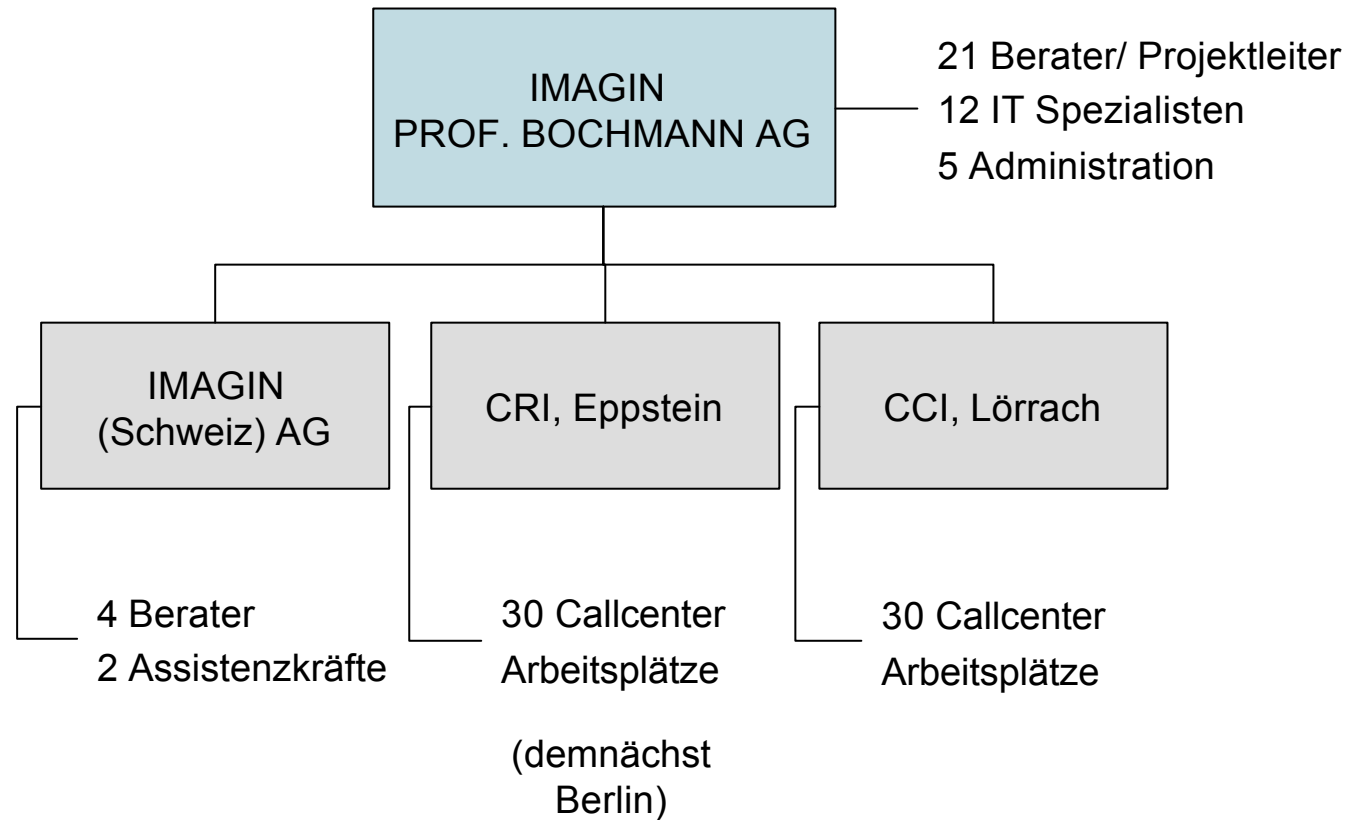 IMAGIN
PROF. BOCHMANN AG
21 Berater/ Projektleiter
12 IT Spezialisten
5 Administration
IMAGIN
(Schweiz) AG
CRI, Eppstein
CCI, Lörrach
4 Berater
2 Assistenzkräfte
30 Callcenter
Arbeitsplätze
(demnächst
Berlin)
30 Callcenter
Arbeitsplätze